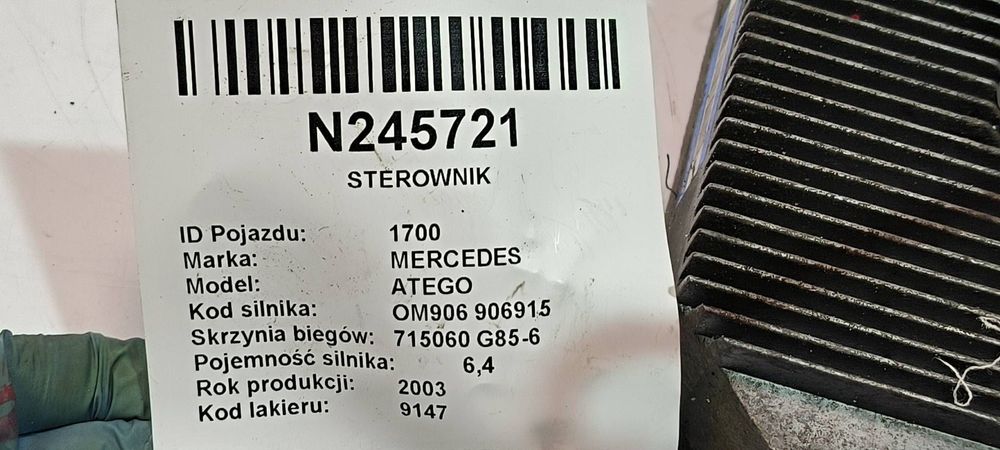 N245721
STEROWNIK
ID Pojazdu: 1700
Marka: MERCEDES
Model: ATEGO
Kod silnika: OM906 906915
Skrzynia biegów: 715060 G85-6
Pojemność silnika: 6,4
Rok produkcji: 2003
Kod lakieru: 9147